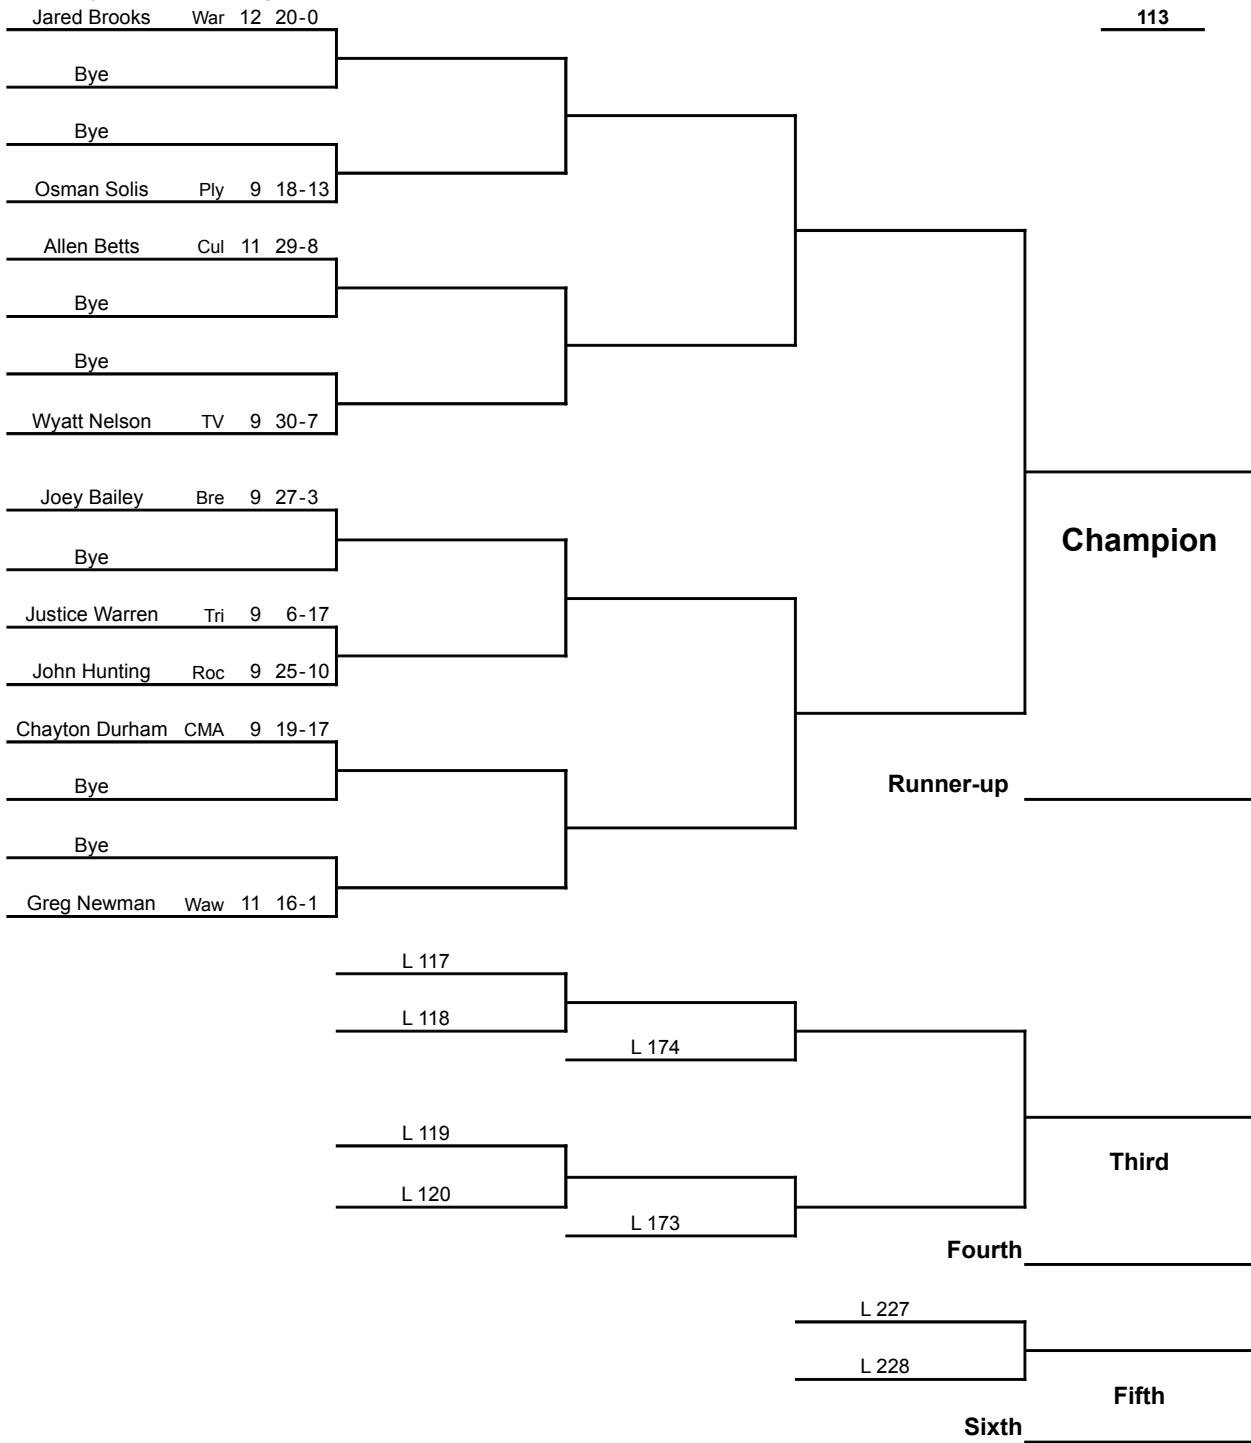 Jared Brooks War 12 20-0
113
Bye
Bye
Osman Solis Ply 9 18-13
Allen Betts Cul 11 29-8
Bye
Bye
Wyatt Nelson TV 9 30-7
Joey Bailey Bre 9 27-3
Champion
Bye
Justice Warren Tri 9 6-17
John Hunting Roc 9 25-10
Chayton Durham CMA 9 19-17
Bye
Runner-up
Bye
Greg Newman Waw 11 16-1
L 117
L 118
L 174
L 119
Third
L 120
L 173
Fourth
L 227
L 228
Fifth
Sixth